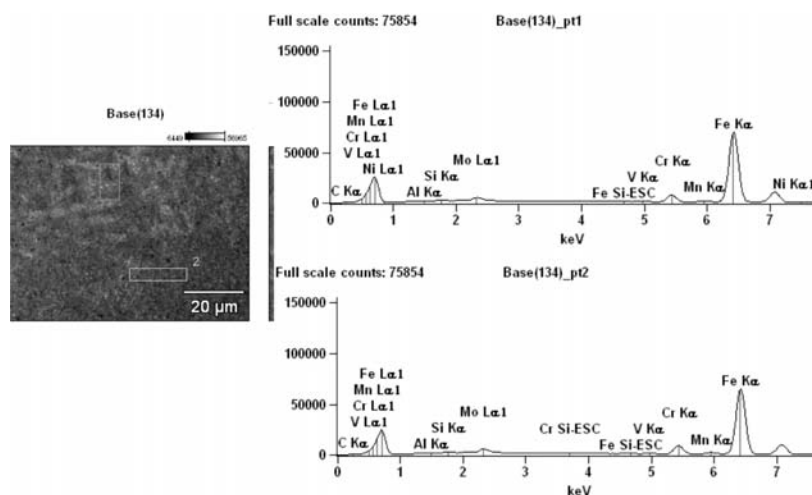 Base(134)
6449 56965
2
20 µm
Full scale counts: 75854 Base(134)_pt1
150000
100000
50000
0
Fe Lα1
Mn Lα1
Cr Lα1
V Lα1
Ni Lα1
C Kα
Si Kα
Al Kα
Mo Lα1
Fe Si-ESC
V Kα
Cr Kα
Mn Kα
Fe Kα
Ni Kα1
0 1 2 3 4 5 6 7
keV
Full scale counts: 75854 Base(134)_pt2
150000
100000
50000
0
Fe Lα1
Mn Lα1
Cr Lα1
V Lα1
C Kα
Si Kα
Al Kα
Mo Lα1
Cr Si-ESC
Fe Si-ESC
V Kα
Cr Kα
Mn Kα
Fe Kα
0 1 2 3 4 5 6 7
keV